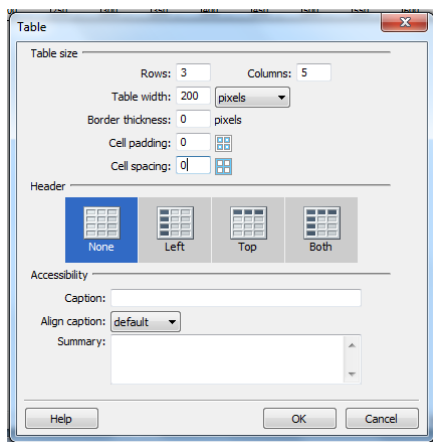 Table
Table size
Rows: 3 Columns: 5
Table width: 200 pixels
Border thickness: 0 pixels
Cell padding: 0
Cell spacing: 0
Header
None Left Top Both
Accessibility
Caption:
Align caption: default
Summary:
Help OK Cancel